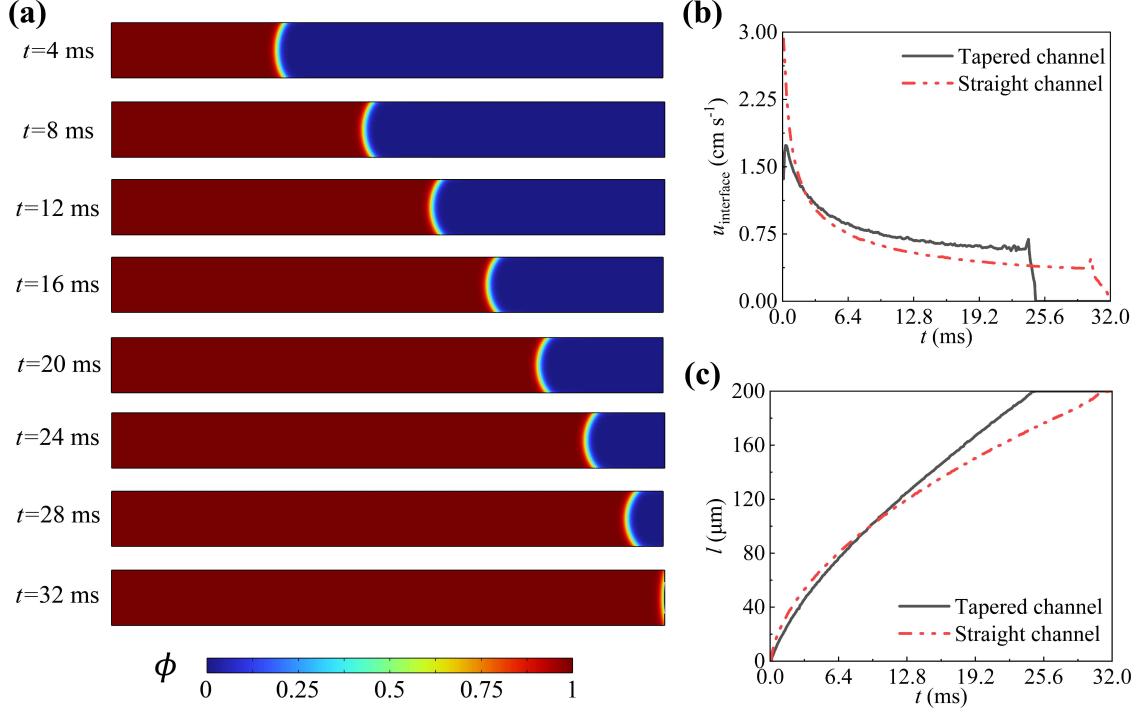 (a)
t=4 ms
t=8 ms
t=12 ms
t=16 ms
t=20 ms
t=24 ms
t=28 ms
t=32 ms
ϕ
0 0.25 0.5 0.75 1
(b)
3.00
2.25
1.50
0.75
0.00
u_interface (cm s⁻¹)
Tapered channel
Straight channel
0.0 6.4 12.8 19.2 25.6 32.0
t (ms)
(c)
200
160
120
80
40
0
l (μm)
Tapered channel
Straight channel
0.0 6.4 12.8 19.2 25.6 32.0
t (ms)